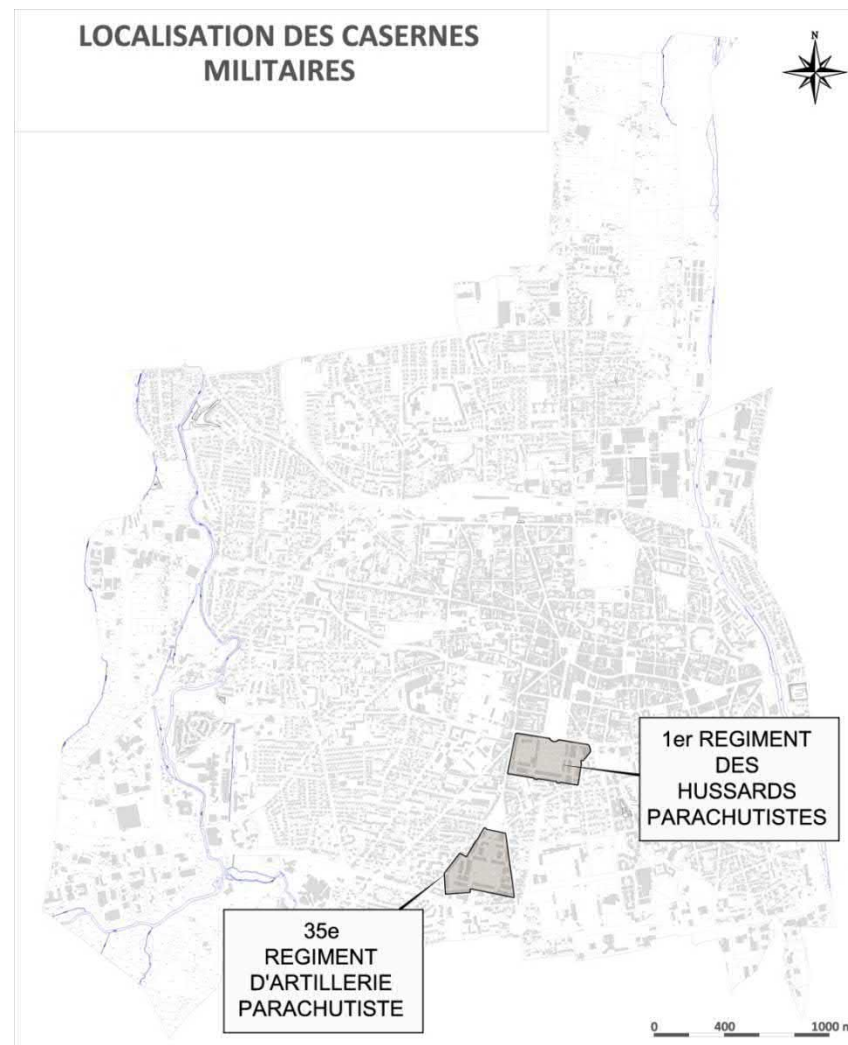 LOCALISATION DES CASERNES
MILITAIRES
N
1er REGIMENT
DES
HUSSARDS
PARACHUTISTES
35e
REGIMENT
D'ARTILLERIE
PARACHUTISTE
0 400 1000 m